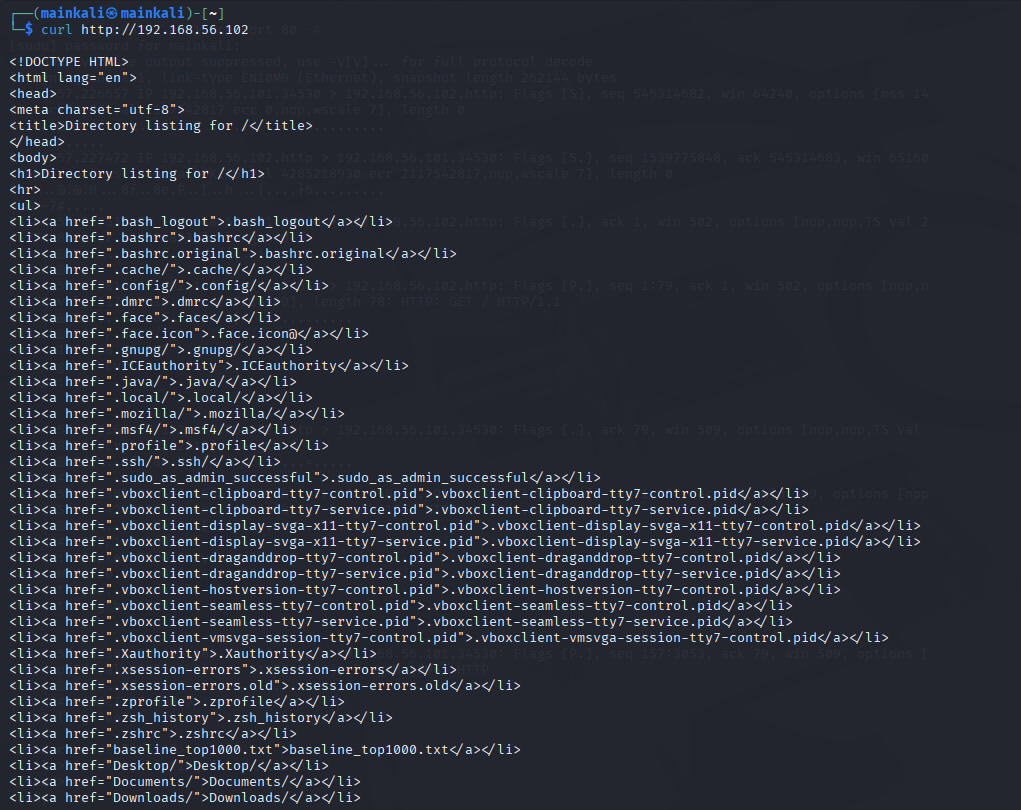 ┌──(mainkali㉿mainkali)-[~]
└─$ curl http://192.168.56.102
<!DOCTYPE HTML>
<html lang="en">
<head>
<meta charset="utf-8">
<title>Directory listing for /</title>
</head>
<body>
<h1>Directory listing for /</h1>
<hr>
<ul>
<li><a href=".bash_logout">.bash_logout</a></li>
<li><a href=".bashrc">.bashrc</a></li>
<li><a href=".bashrc.original">.bashrc.original</a></li>
<li><a href=".cache/">.cache/</a></li>
<li><a href=".config/">.config/</a></li>
<li><a href=".dmrc">.dmrc</a></li>
<li><a href=".face">.face</a></li>
<li><a href=".face.icon">.face.icon@</a></li>
<li><a href=".gnupg/">.gnupg/</a></li>
<li><a href=".ICEauthority">.ICEauthority</a></li>
<li><a href=".java/">.java/</a></li>
<li><a href=".local/">.local/</a></li>
<li><a href=".mozilla/">.mozilla/</a></li>
<li><a href=".msf4/">.msf4/</a></li>
<li><a href=".profile">.profile</a></li>
<li><a href=".ssh/">.ssh/</a></li>
<li><a href=".sudo_as_admin_successful">.sudo_as_admin_successful</a></li>
<li><a href=".vboxclient-clipboard-tty7-control.pid">.vboxclient-clipboard-tty7-control.pid</a></li>
<li><a href=".vboxclient-clipboard-tty7-service.pid">.vboxclient-clipboard-tty7-service.pid</a></li>
<li><a href=".vboxclient-display-svga-x11-tty7-control.pid">.vboxclient-display-svga-x11-tty7-control.pid</a></li>
<li><a href=".vboxclient-display-svga-x11-tty7-service.pid">.vboxclient-display-svga-x11-tty7-service.pid</a></li>
<li><a href=".vboxclient-draganddrop-tty7-control.pid">.vboxclient-draganddrop-tty7-control.pid</a></li>
<li><a href=".vboxclient-draganddrop-tty7-service.pid">.vboxclient-draganddrop-tty7-service.pid</a></li>
<li><a href=".vboxclient-hostversion-tty7-control.pid">.vboxclient-hostversion-tty7-control.pid</a></li>
<li><a href=".vboxclient-seamless-tty7-control.pid">.vboxclient-seamless-tty7-control.pid</a></li>
<li><a href=".vboxclient-seamless-tty7-service.pid">.vboxclient-seamless-tty7-service.pid</a></li>
<li><a href=".vboxclient-vmsvga-session-tty7-control.pid">.vboxclient-vmsvga-session-tty7-control.pid</a></li>
<li><a href=".Xauthority">.Xauthority</a></li>
<li><a href=".xsession-errors">.xsession-errors</a></li>
<li><a href=".xsession-errors.old">.xsession-errors.old</a></li>
<li><a href=".zprofile">.zprofile</a></li>
<li><a href=".zsh_history">.zsh_history</a></li>
<li><a href=".zshrc">.zshrc</a></li>
<li><a href="baseline_top1000.txt">baseline_top1000.txt</a></li>
<li><a href="Desktop/">Desktop/</a></li>
<li><a href="Documents/">Documents/</a></li>
<li><a href="Downloads/">Downloads/</a></li>